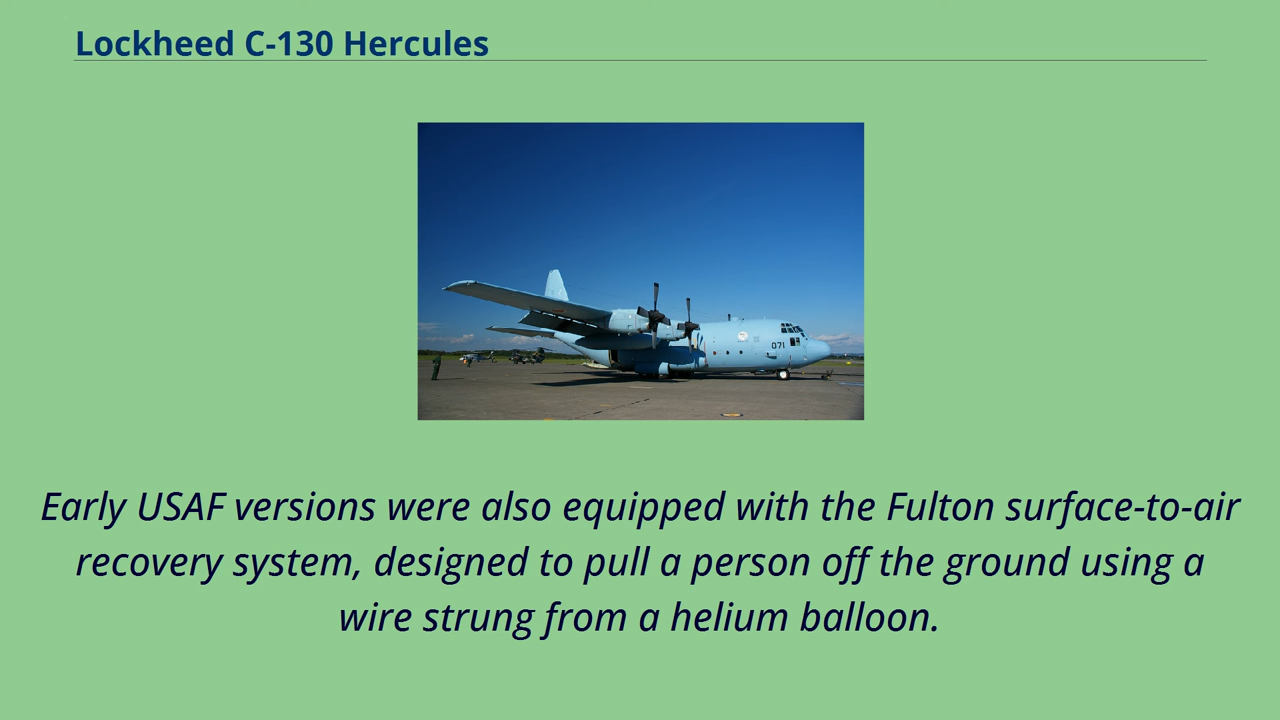 Lockheed C-130 Hercules
071
Early USAF versions were also equipped with the Fulton surface-to-air
recovery system, designed to pull a person off the ground using a
wire strung from a helium balloon.